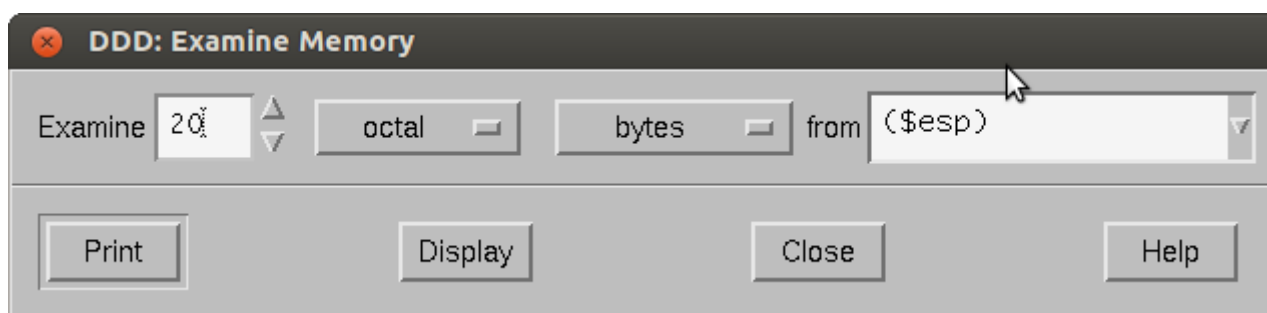 DDD: Examine Memory
Examine 20 octal bytes from ($esp)
Print Display Close Help